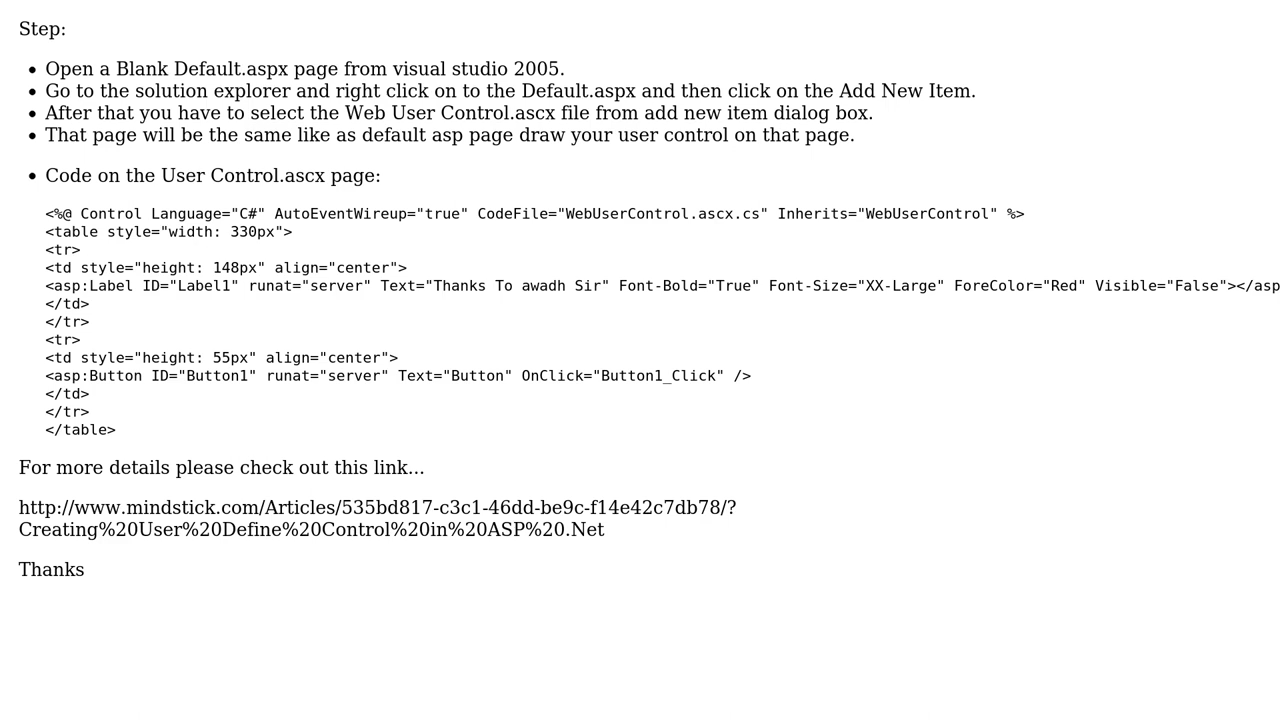 Step:
Open a Blank Default.aspx page from visual studio 2005.
Go to the solution explorer and right click on to the Default.aspx and then click on the Add New Item.
After that you have to select the Web User Control.ascx file from add new item dialog box.
That page will be the same like as default asp page draw your user control on that page.
Code on the User Control.ascx page:
<%@ Control Language="C#" AutoEventWireup="true" CodeFile="WebUserControl.ascx.cs" Inherits="WebUserControl" %>
<table style="width: 330px">
<tr>
<td style="height: 148px" align="center">
<asp:Label ID="Label1" runat="server" Text="Thanks To awadh Sir" Font-Bold="True" Font-Size="XX-Large" ForeColor="Red" Visible="False"></asp
</td>
</tr>
<tr>
<td style="height: 55px" align="center">
<asp:Button ID="Button1" runat="server" Text="Button" OnClick="Button1_Click" />
</td>
</tr>
</table>
For more details please check out this link...
http://www.mindstick.com/Articles/535bd817-c3c1-46dd-be9c-f14e42c7db78/?
Creating%20User%20Define%20Control%20in%20ASP%20.Net
Thanks